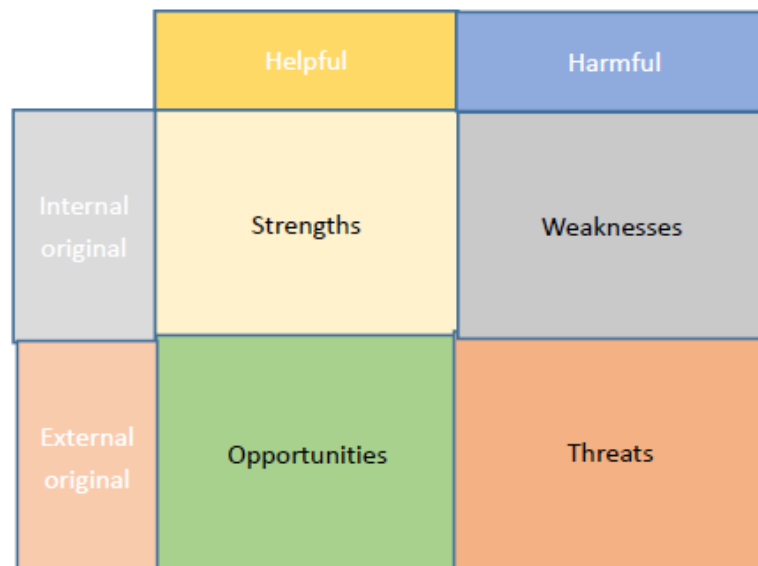 Helpful
Harmful
Internal
original
Strengths
Weaknesses
External
original
Opportunities
Threats